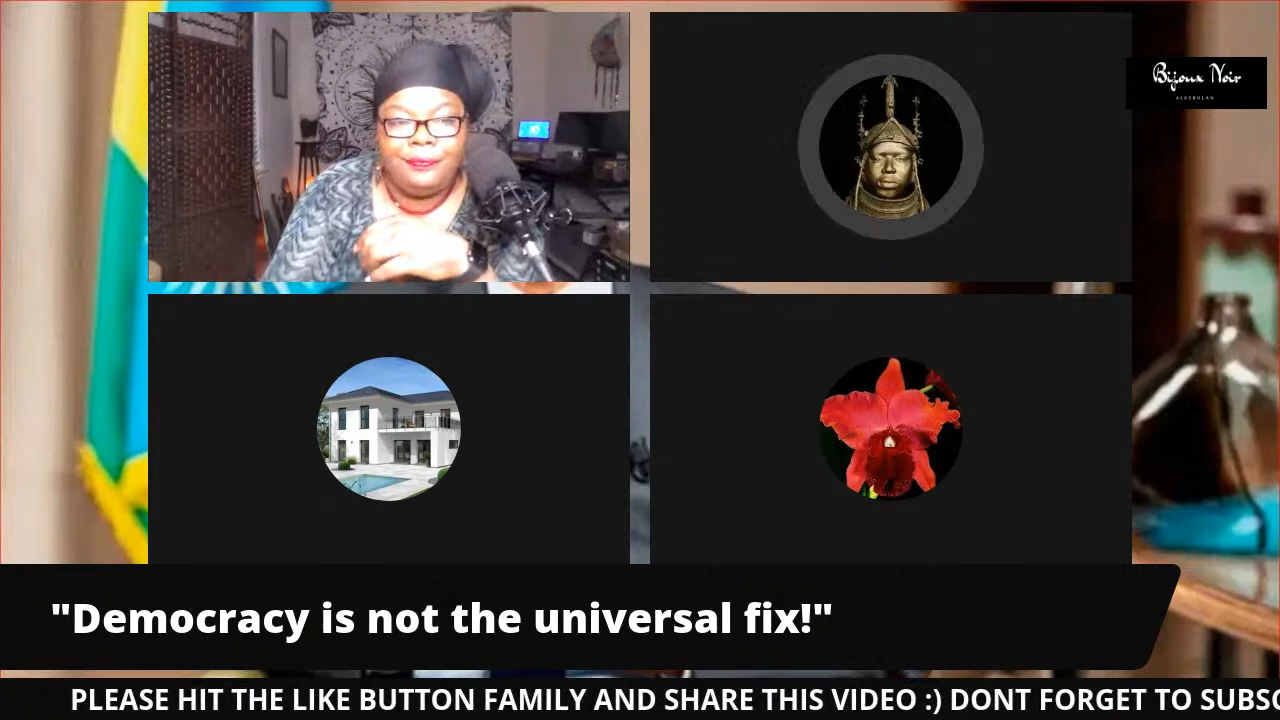 Bijoux Noir
ALKEBULAN
"Democracy is not the universal fix!"
PLEASE HIT THE LIKE BUTTON FAMILY AND SHARE THIS VIDEO :) DONT FORGET TO SUBSC